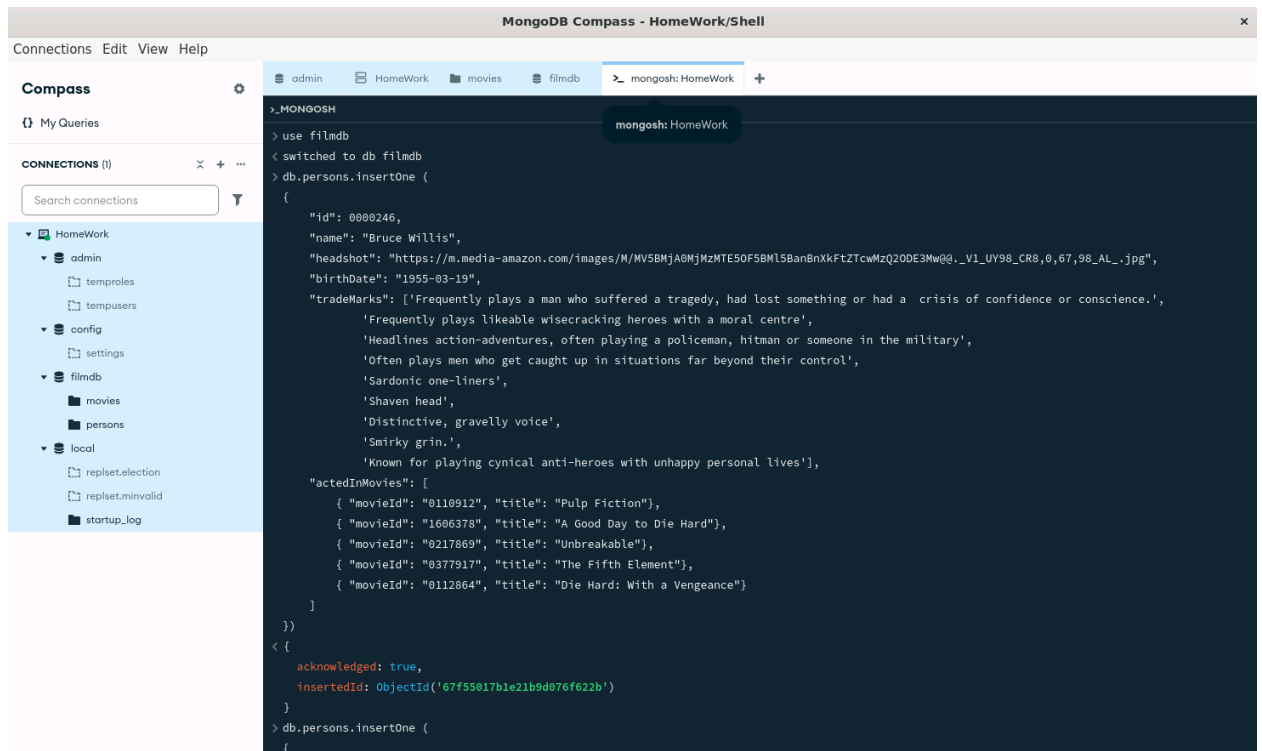 MongoDB Compass - HomeWork/Shell ×
Connections Edit View Help
Compass
{} My Queries
CONNECTIONS (1)
Search connections
HomeWork
admin
temproles
tempusers
config
settings
filmdb
movies
persons
local
replset.election
replset.minvalid
startup_log
admin HomeWork movies filmdb >_ mongosh: HomeWork +
>_MONGOSH
mongosh: HomeWork
> use filmdb
< switched to db filmdb
> db.persons.insertOne (
{
"id": 0000246,
"name": "Bruce Willis",
"headshot": "https://m.media-amazon.com/images/M/MV5BMjA0MjMzMTE5OF5BMl5BanBnXkFtZTcwMzQ2ODE3Mw@@._V1_UY98_CR8,0,67,98_AL_.jpg",
"birthDate": "1955-03-19",
"tradeMarks": ['Frequently plays a man who suffered a tragedy, had lost something or had a  crisis of confidence or conscience.',
'Frequently plays likeable wisecracking heroes with a moral centre',
'Headlines action-adventures, often playing a policeman, hitman or someone in the military',
'Often plays men who get caught up in situations far beyond their control',
'Sardonic one-liners',
'Shaven head',
'Distinctive, gravelly voice',
'Smirky grin.',
'Known for playing cynical anti-heroes with unhappy personal lives'],
"actedInMovies": [
{ "movieId": "0110912", "title": "Pulp Fiction"},
{ "movieId": "1606378", "title": "A Good Day to Die Hard"},
{ "movieId": "0217869", "title": "Unbreakable"},
{ "movieId": "0377917", "title": "The Fifth Element"},
{ "movieId": "0112864", "title": "Die Hard: With a Vengeance"}
]
})
< {
acknowledged: true,
insertedId: ObjectId('67f55017b1e21b9d076f622b')
}
> db.persons.insertOne (
{